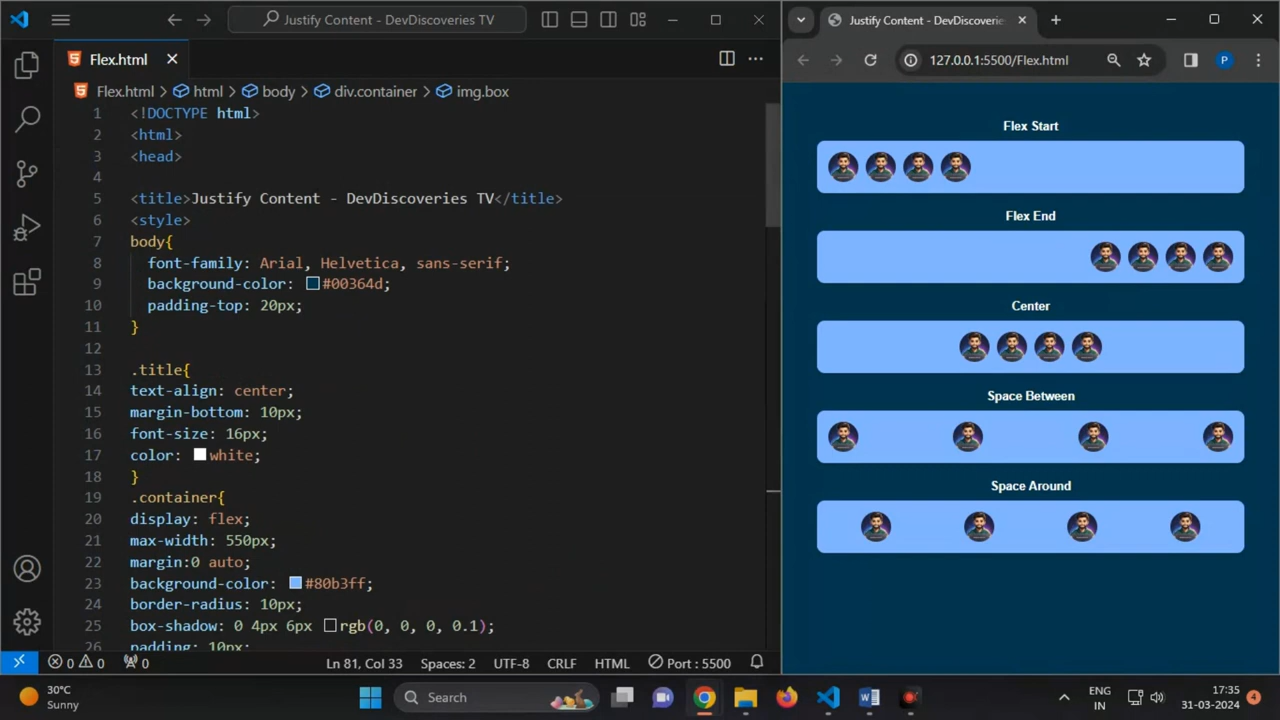 Justify Content - DevDiscoveries TV
Flex.html
Flex.html > html > body > div.container > img.box
1 <!DOCTYPE html>
2 <html>
3 <head>
4
5 <title>Justify Content - DevDiscoveries TV</title>
6 <style>
7 body{
8 font-family: Arial, Helvetica, sans-serif;
9 background-color: #00364d;
10 padding-top: 20px;
11 }
12
13 .title{
14 text-align: center;
15 margin-bottom: 10px;
16 font-size: 16px;
17 color: white;
18 }
19 .container{
20 display: flex;
21 max-width: 550px;
22 margin:0 auto;
23 background-color: #80b3ff;
24 border-radius: 10px;
25 box-shadow: 0 4px 6px rgb(0, 0, 0, 0.1);
26 padding: 10px;
0 0 0 Ln 81, Col 33 Spaces: 2 UTF-8 CRLF HTML Port : 5500
Justify Content - DevDiscoverie
127.0.0.1:5500/Flex.html
P
Flex Start
Flex End
Center
Space Between
Space Around
30°C
Sunny
Search
ENG
IN
17:35
31-03-2024
4